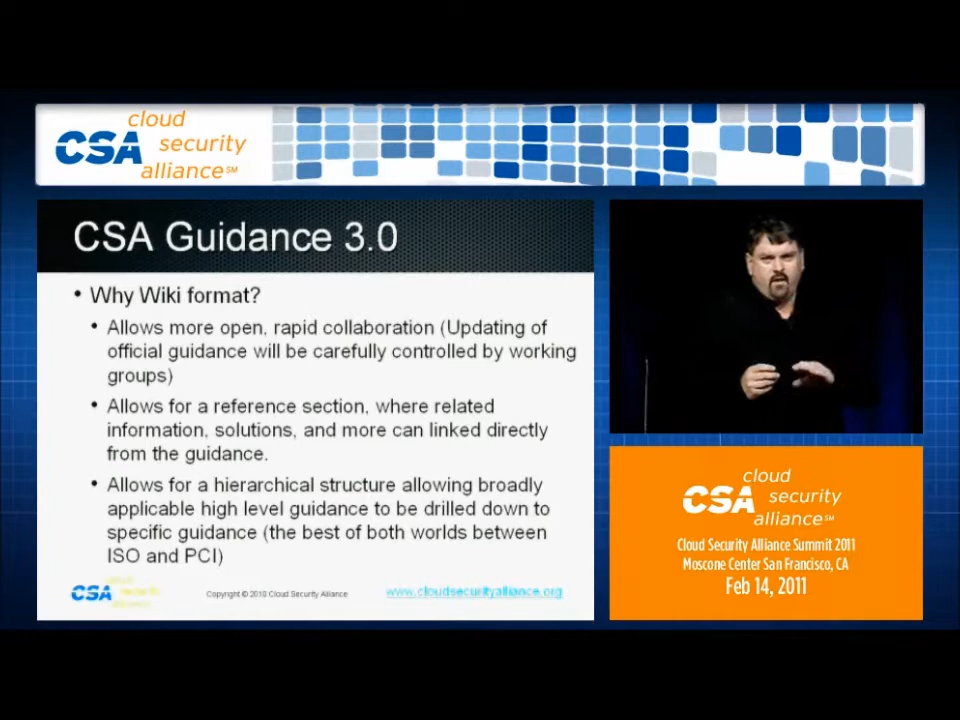 cloud
CSA security
alliance℠
CSA Guidance 3.0
• Why Wiki format?
• Allows more open, rapid collaboration (Updating of
official guidance will be carefully controlled by working
groups)
• Allows for a reference section, where related
information, solutions, and more can linked directly
from the guidance.
• Allows for a hierarchical structure allowing broadly
applicable high level guidance to be drilled down to
specific guidance (the best of both worlds between
ISO and PCI)
CSA
Copyright © 2010 Cloud Security Alliance
www.cloudsecurityalliance.org
cloud
CSA security
alliance℠
Cloud Security Alliance Summit 2011
Moscone Center San Francisco, CA
Feb 14, 2011